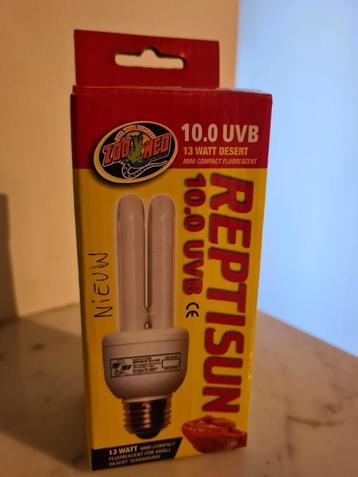 ZOO MED
10.0 UVB
13 WATT DESERT
MINI COMPACT FLUORESCENT
REPTISUN
10.0 UVB
CE
NiEUW
13 WATT MINI COMPACT
FLUORESCENT FOR SMALL
DESERT TERRARIUMS